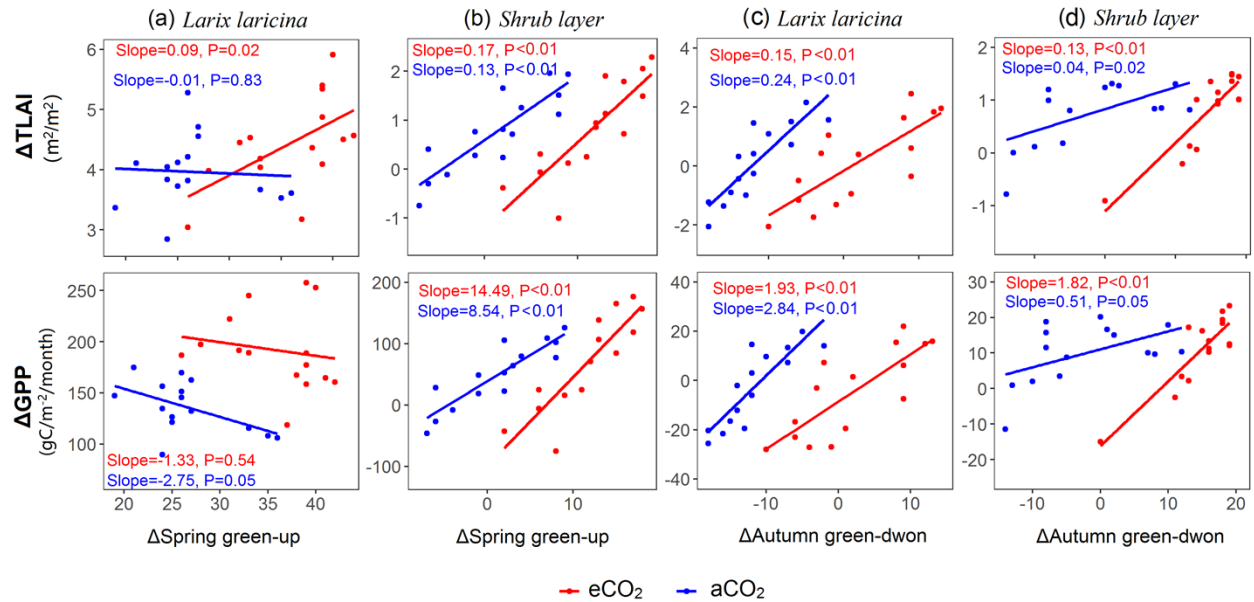 (a) Larix laricina
(b) Shrub layer
(c) Larix laricina
(d) Shrub layer
ΔTLAI
(m²/m²)
6
5
4
3
Slope=0.09, P=0.02
Slope=-0.01, P=0.83
2
1
0
-1
Slope=0.17, P<0.01
Slope=0.13, P<0.01
4
2
0
-2
Slope=0.15, P<0.01
Slope=0.24, P<0.01
2
1
0
-1
Slope=0.13, P<0.01
Slope=0.04, P=0.02
ΔGPP
(gC/m⁻²/month)
250
200
150
100
Slope=-1.33, P=0.54
Slope=-2.75, P=0.05
20
25
30
35
40
200
100
0
-100
Slope=14.49, P<0.01
Slope=8.54, P<0.01
0
10
40
20
0
-20
-40
Slope=1.93, P<0.01
Slope=2.84, P<0.01
-10
0
10
30
20
10
0
-10
-20
Slope=1.82, P<0.01
Slope=0.51, P=0.05
-10
0
10
20
ΔSpring green-up
ΔSpring green-up
ΔAutumn green-dwon
ΔAutumn green-dwon
eCO₂ aCO₂